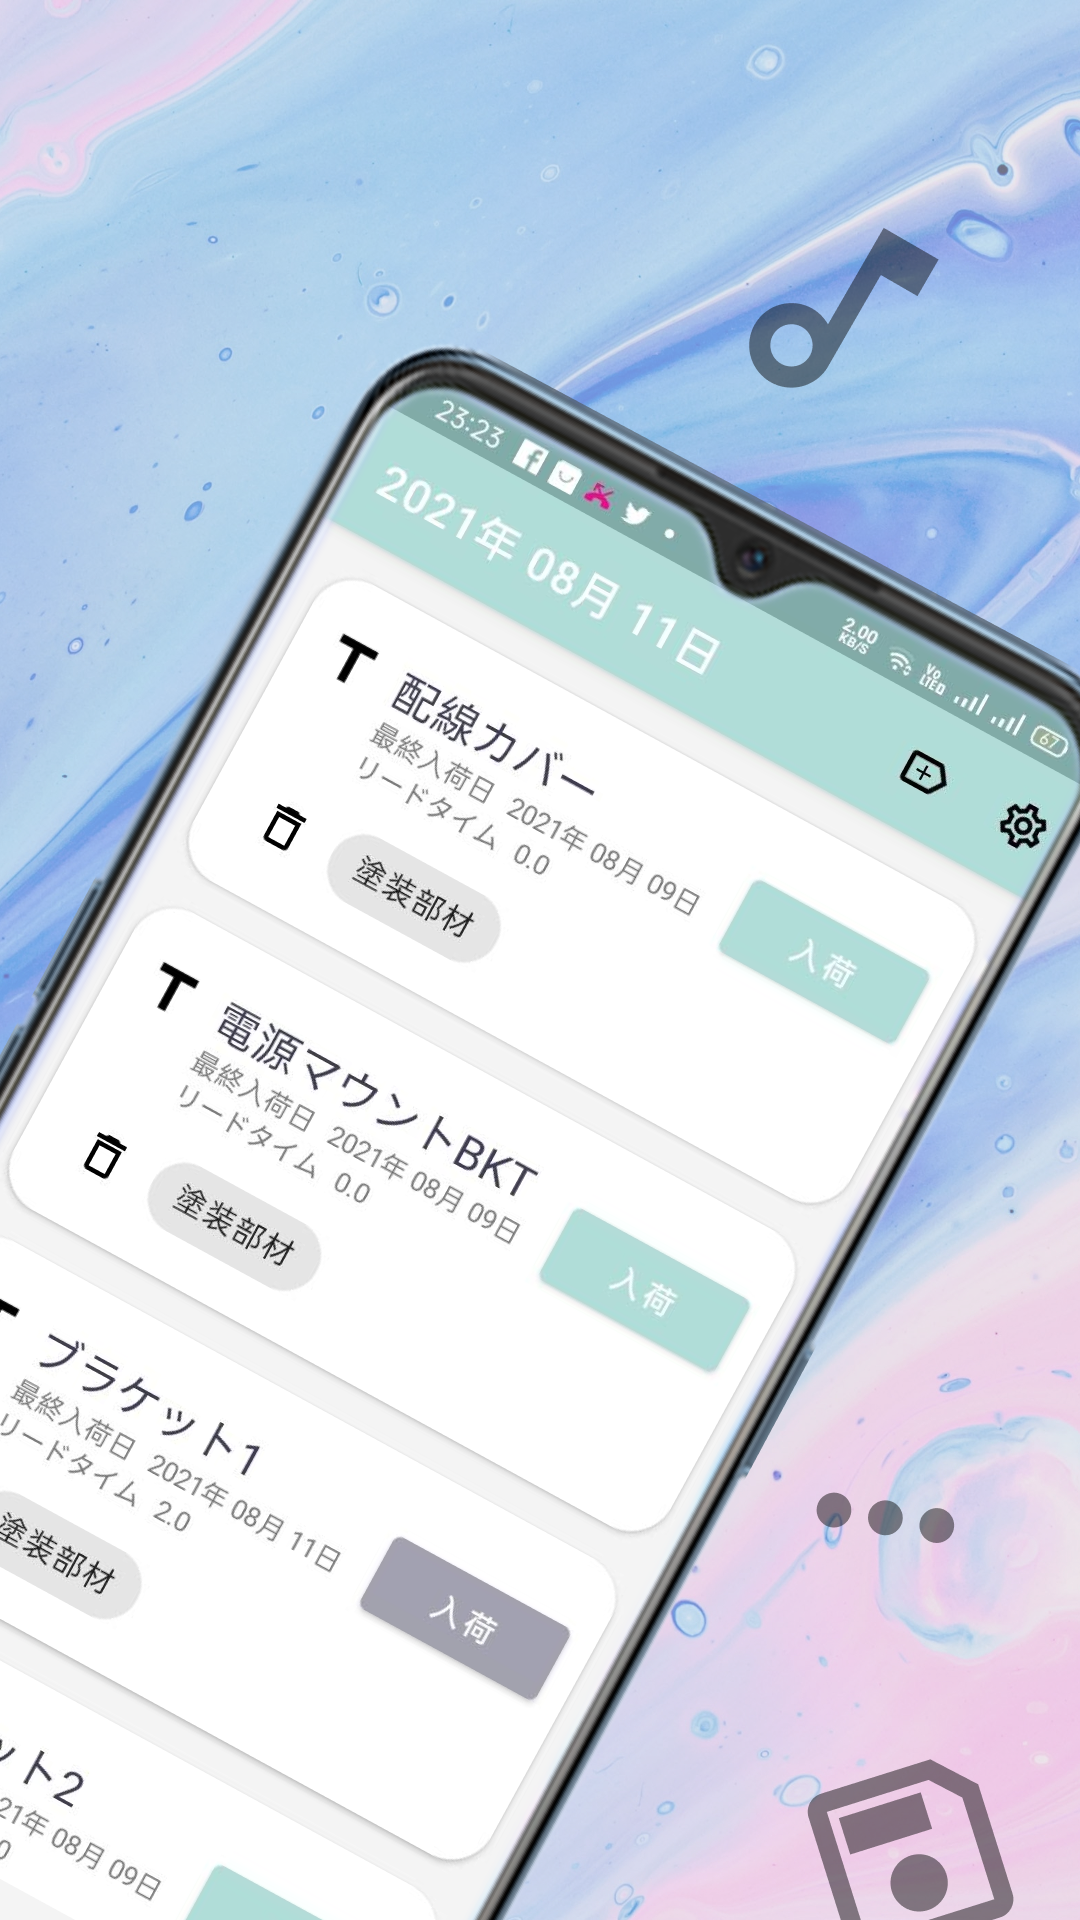 23:23
2.00
KB/S
Vo
LTED
67
2021年 08月 11日
配線カバー
最終入荷日 2021年 08月 09日
リードタイム 0.0
塗装部材
入荷
電源マウントBKT
最終入荷日 2021年 08月 09日
リードタイム 0.0
塗装部材
入荷
ブラケット1
最終入荷日 2021年 08月 11日
リードタイム 2.0
塗装部材
入荷
ット2
21年 08月 09日